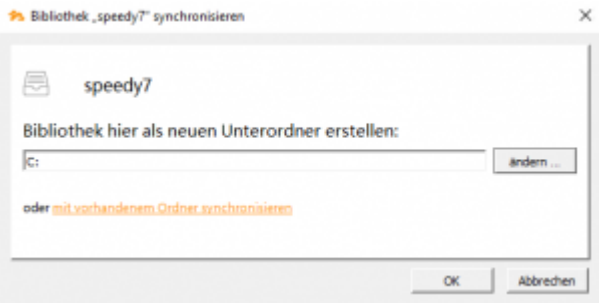 Bibliothek „speedy7“ synchronisieren
speedy7
Bibliothek hier als neuen Unterordner erstellen:
C:
ändern ...
oder mit vorhandenem Ordner synchronisieren
OK
Abbrechen